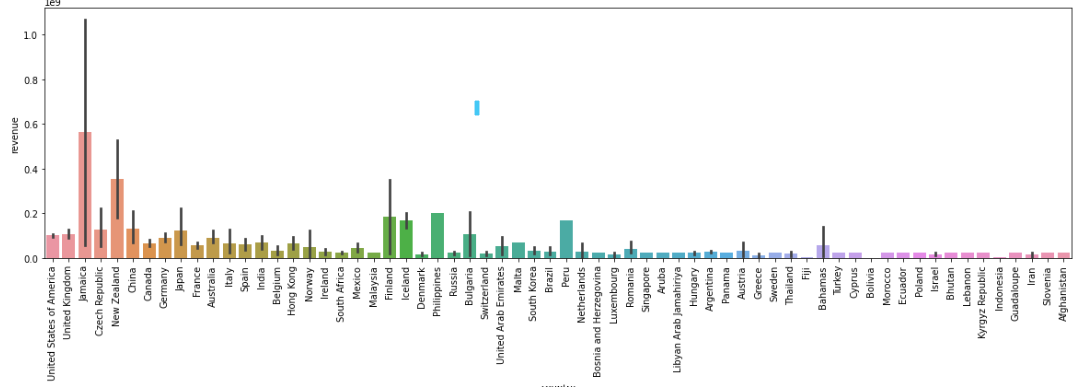 1e9
1.0
0.8
0.6
0.4
0.2
0.0
revenue
United States of America
United Kingdom
Jamaica
Czech Republic
New Zealand
China
Canada
Germany
Japan
France
Australia
Italy
Spain
India
Belgium
Hong Kong
Norway
Ireland
South Africa
Mexico
Malaysia
Finland
Iceland
Denmark
Philippines
Russia
Bulgaria
Switzerland
United Arab Emirates
Malta
South Korea
Brazil
Peru
Netherlands
Bosnia and Herzegovina
Luxembourg
Romania
Singapore
Aruba
Libyan Arab Jamahiriya
Hungary
Argentina
Panama
Austria
Greece
Sweden
Thailand
Fiji
Bahamas
Turkey
Cyprus
Bolivia
Morocco
Ecuador
Poland
Israel
Bhutan
Lebanon
Kyrgyz Republic
Indonesia
Guadaloupe
Iran
Slovenia
Afghanistan